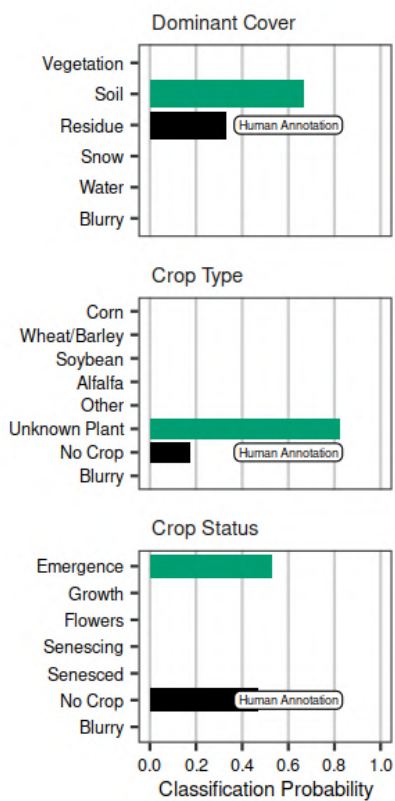 Dominant Cover
Vegetation
Soil
Residue
Human Annotation
Snow
Water
Blurry
Crop Type
Corn
Wheat/Barley
Soybean
Alfalfa
Other
Unknown Plant
No Crop
Human Annotation
Blurry
Crop Status
Emergence
Growth
Flowers
Senescing
Senesced
No Crop
Human Annotation
Blurry
0.0 0.2 0.4 0.6 0.8 1.0
Classification Probability